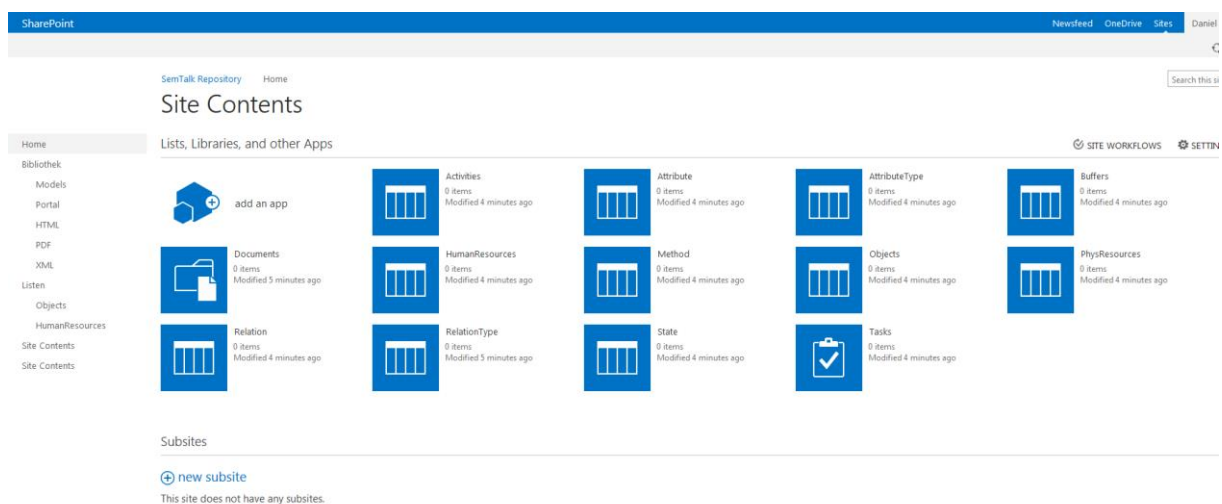 SharePoint
Newsfeed OneDrive Sites Daniel
SemTalk Repository Home
Search this si
Site Contents
Home
Bibliothek
Models
Portal
HTML
PDF
XML
Listen
Objects
HumanResources
Site Contents
Site Contents
Lists, Libraries, and other Apps
SITE WORKFLOWS SETTIN
add an app
Activities
0 items
Modified 4 minutes ago
Attribute
0 items
Modified 4 minutes ago
AttributeType
0 items
Modified 4 minutes ago
Buffers
0 items
Modified 4 minutes ago
Documents
0 items
Modified 5 minutes ago
HumanResources
0 items
Modified 4 minutes ago
Method
0 items
Modified 4 minutes ago
Objects
0 items
Modified 4 minutes ago
PhysResources
0 items
Modified 4 minutes ago
Relation
0 items
Modified 4 minutes ago
RelationType
0 items
Modified 5 minutes ago
State
0 items
Modified 4 minutes ago
Tasks
0 items
Modified 4 minutes ago
Subsites
new subsite
This site does not have any subsites.